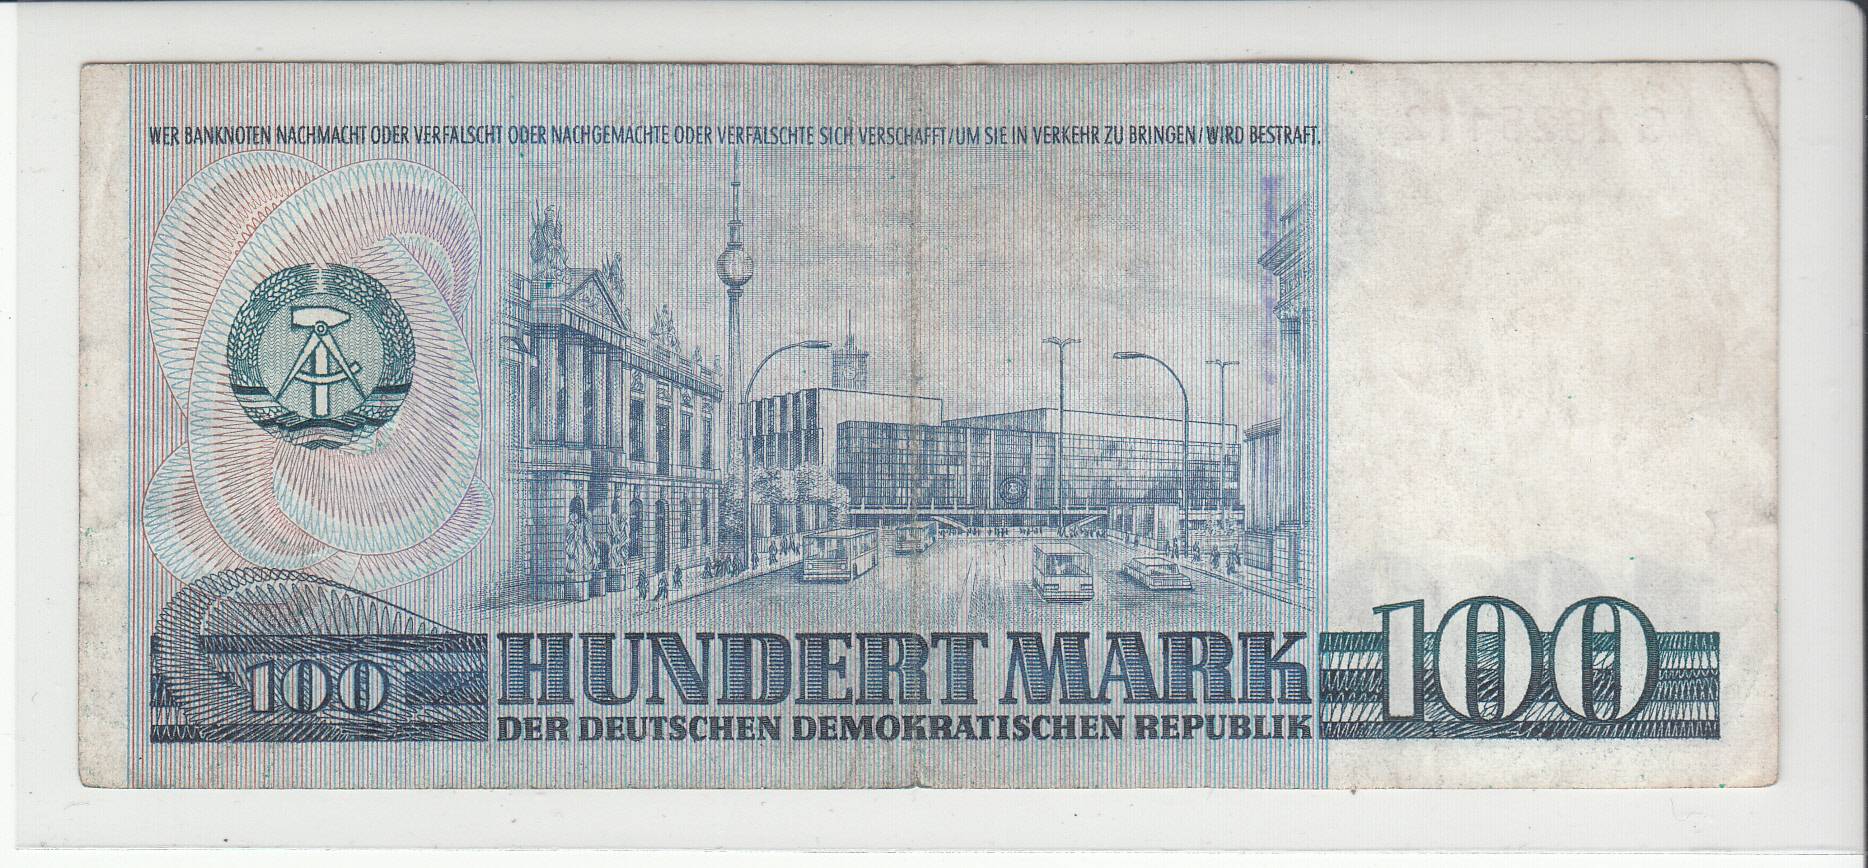 WER BANKNOTEN NACHMACHT ODER VERFÄLSCHT ODER NACHGEMACHTE ODER VERFÄLSCHTE SICH VERSCHAFFT/UM SIE IN VERKEHR ZU BRINGEN/WIRD BESTRAFT.
100
HUNDERT MARK
DER DEUTSCHEN DEMOKRATISCHEN REPUBLIK
100